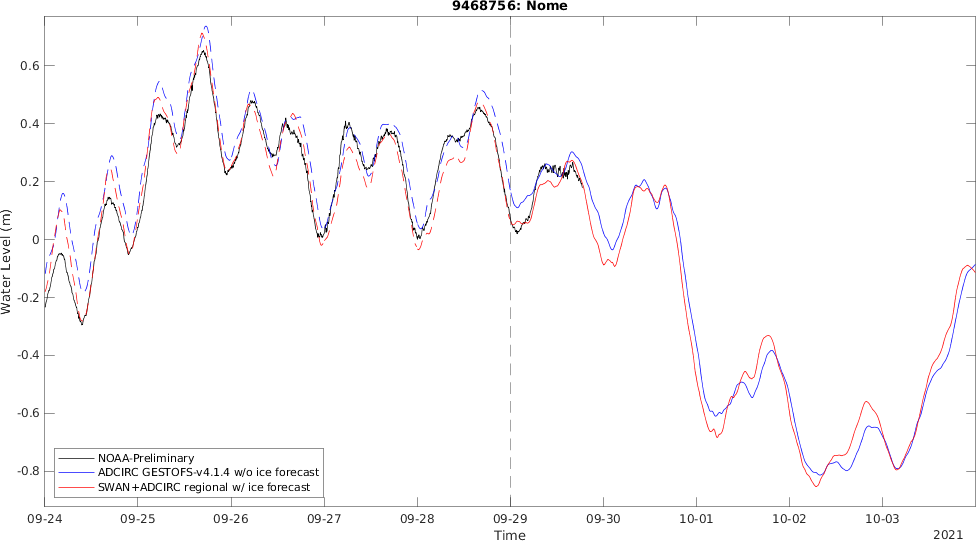 9468756: Nome
Water Level (m)
0.6
0.4
0.2
0
-0.2
-0.4
-0.6
-0.8
NOAA-Preliminary
ADCIRC GESTOFS-v4.1.4 w/o ice forecast
SWAN+ADCIRC regional w/ ice forecast
09-24 09-25 09-26 09-27 09-28 09-29 09-30 10-01 10-02 10-03
Time
2021